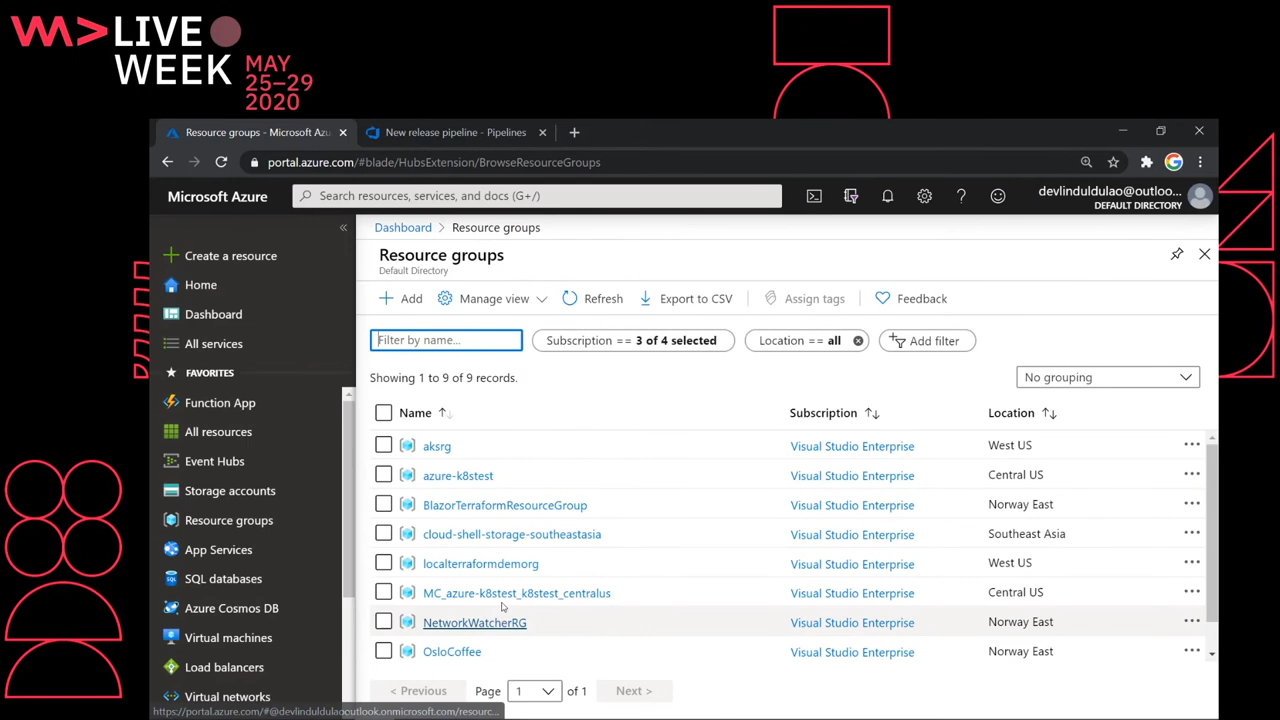 LIVE
WEEK
MAY
25–29
2020
Resource groups - Microsoft Azu
New release pipeline - Pipelines
portal.azure.com/#blade/HubsExtension/BrowseResourceGroups
Microsoft Azure
Search resources, services, and docs (G+/)
devlinduldulao@outloo...
DEFAULT DIRECTORY
Create a resource
Home
Dashboard
All services
FAVORITES
Function App
All resources
Event Hubs
Storage accounts
Resource groups
App Services
SQL databases
Azure Cosmos DB
Virtual machines
Load balancers
Virtual networks
Dashboard > Resource groups
Resource groups
Default Directory
Add Manage view Refresh Export to CSV Assign tags Feedback
Filter by name... Subscription == 3 of 4 selected Location == all Add filter
Showing 1 to 9 of 9 records.
No grouping
Name Subscription Location
aksrg Visual Studio Enterprise West US
azure-k8stest Visual Studio Enterprise Central US
BlazorTerraformResourceGroup Visual Studio Enterprise Norway East
cloud-shell-storage-southeastasia Visual Studio Enterprise Southeast Asia
localterraformdemorg Visual Studio Enterprise West US
MC_azure-k8stest_k8stest_centralus Visual Studio Enterprise Central US
NetworkWatcherRG Visual Studio Enterprise Norway East
OsloCoffee Visual Studio Enterprise Norway East
< Previous Page 1 of 1 Next >
https://portal.azure.com/#@devlinduldulaooutlook.onmicrosoft.com/resourc...